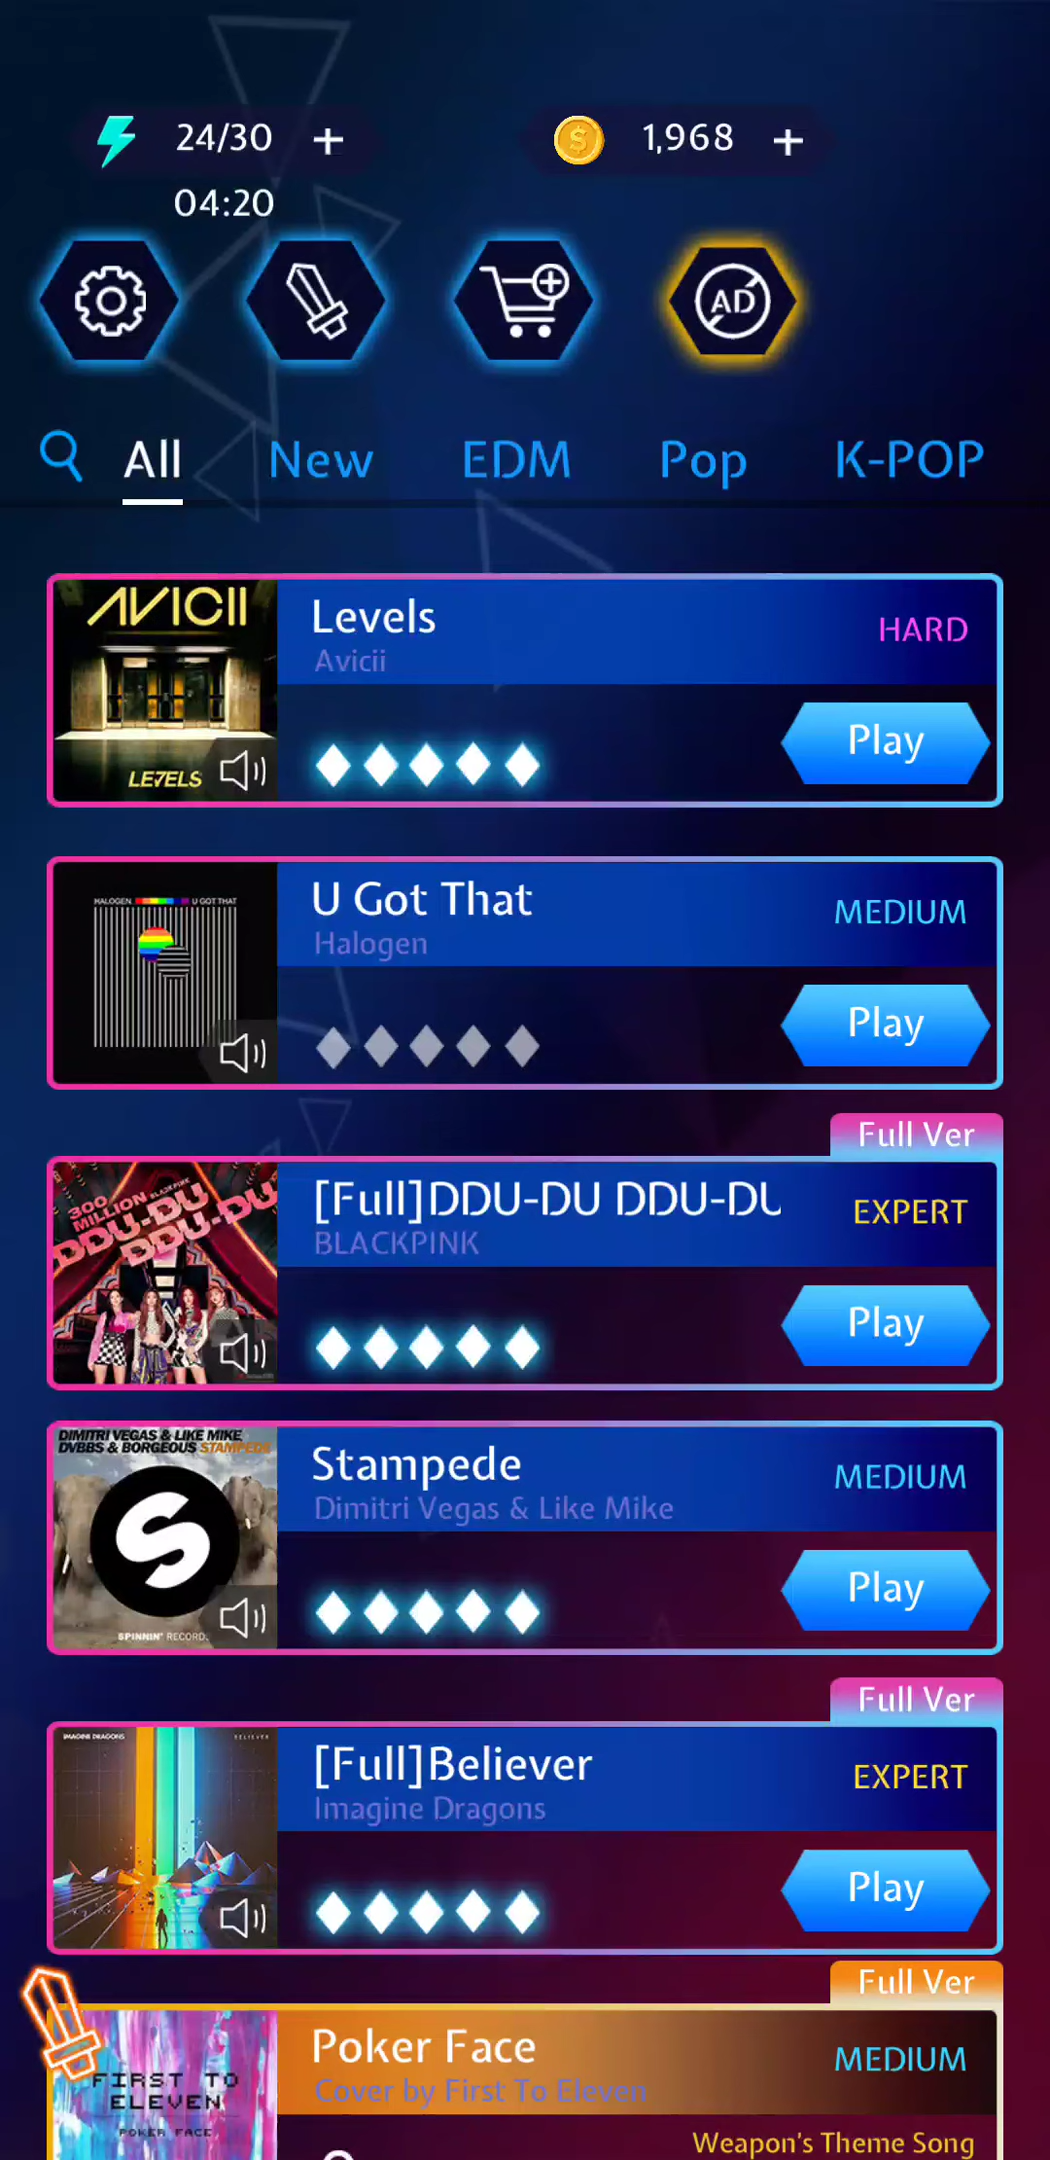 24/30 +
1,968 +
04:20
AD
All New EDM Pop K-POP
AVICII
LE7ELS
Levels
Avicii
HARD
Play
HALOGEN U GOT THAT
U Got That
Halogen
MEDIUM
Play
Full Ver
300 MILLION BLACKPINK
DDU-DU
DDU-DU
[Full]DDU-DU DDU-DU
BLACKPINK
EXPERT
Play
DIMITRI VEGAS & LIKE MIKE
DVBBS & BORGEOUS STAMPEDE
SPINNIN' RECORD.
Stampede
Dimitri Vegas & Like Mike
MEDIUM
Play
Full Ver
IMAGINE DRAGONS
BELIEVER
[Full]Believer
Imagine Dragons
EXPERT
Play
Full Ver
FIRST TO
ELEVEN
POKER FACE
Poker Face
Cover by First To Eleven
MEDIUM
Weapon's Theme Song